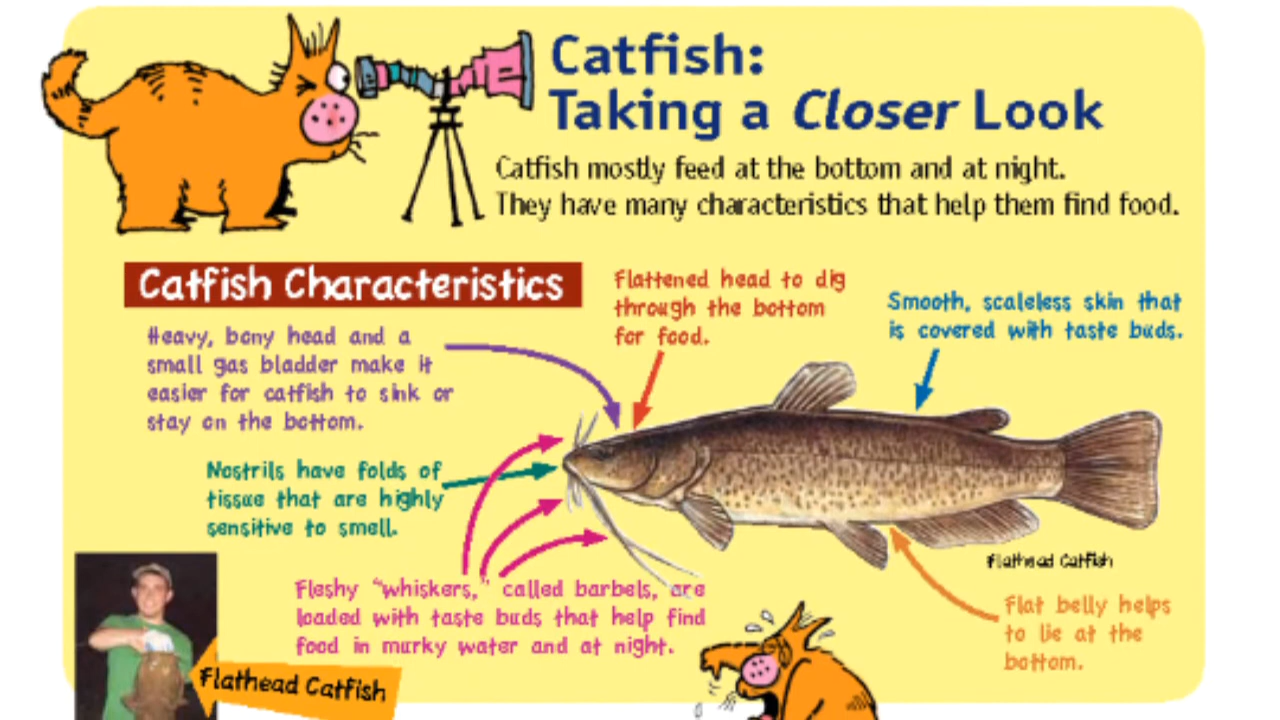 Catfish:
Taking a Closer Look
Catfish mostly feed at the bottom and at night.
They have many characteristics that help them find food.
Catfish Characteristics
Heavy, bony head and a
small gas bladder make it
easier for catfish to sink or
stay on the bottom.
Flattened head to dig
through the bottom
for food.
Smooth, scaleless skin that
is covered with taste buds.
Nostrils have folds of
tissue that are highly
sensitive to smell.
Fleshy “whiskers,” called barbels, are
loaded with taste buds that help find
food in murky water and at night.
Flathead Catfish
Flat belly helps
to lie at the
bottom.
Flathead Catfish